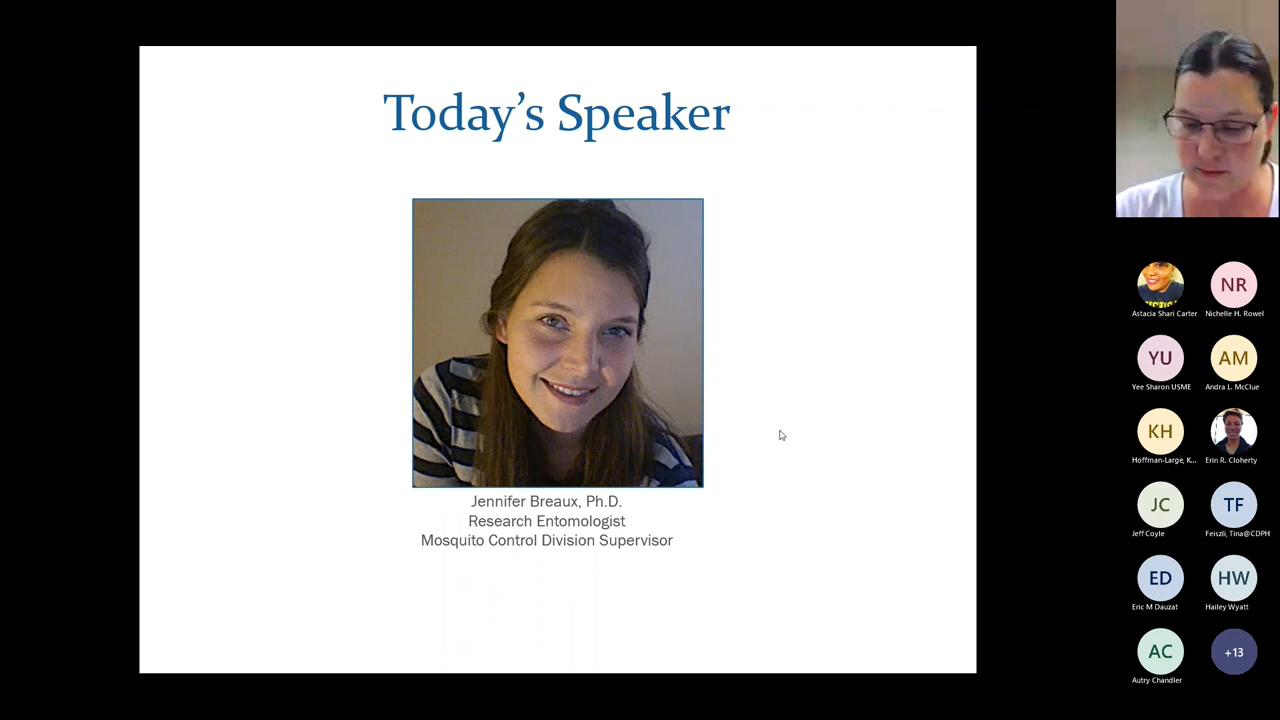 Today’s Speaker
Jennifer Breaux, Ph.D.
Research Entomologist
Mosquito Control Division Supervisor
Astacia Shari Carter
NR
Nichelle H. Rowel
YU
Yee Sharon USME
AM
Andra L. McClue
KH
Hoffman-Large, K...
Erin R. Cloherty
JC
Jeff Coyle
TF
Feiszli, Tina@CDPH
ED
Eric M Dauzat
HW
Hailey Wyatt
AC
Autry Chandler
+13